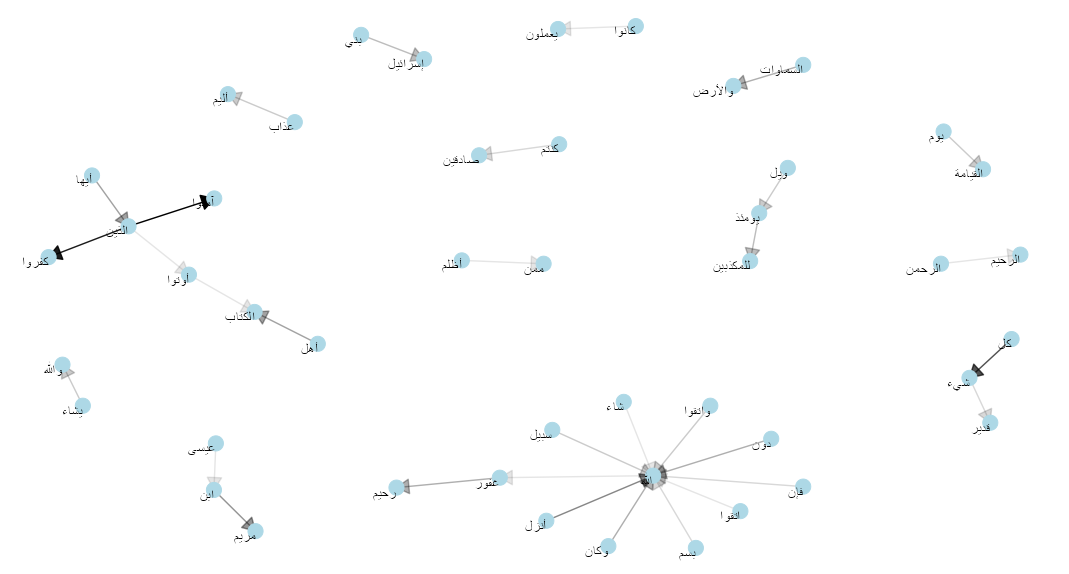 كانوا
يعملون
بني
إسرائيل
السماوات
والأرض
أليم
عذاب
يوم
القيامة
كنتم
صادقين
ويل
يومئذ
للمكذبين
أيها
آمنوا
الذين
كفروا
أوتوا
الكتاب
أهل
أظلم
ممن
الرحيم
الرحمن
كل
شيء
قدير
والله
يشاء
شاء
واتقوا
سبيل
دون
عيسى
ابن
مريم
الله
غفور
رحيم
فإن
أنزل
اتقوا
وكان
بسم